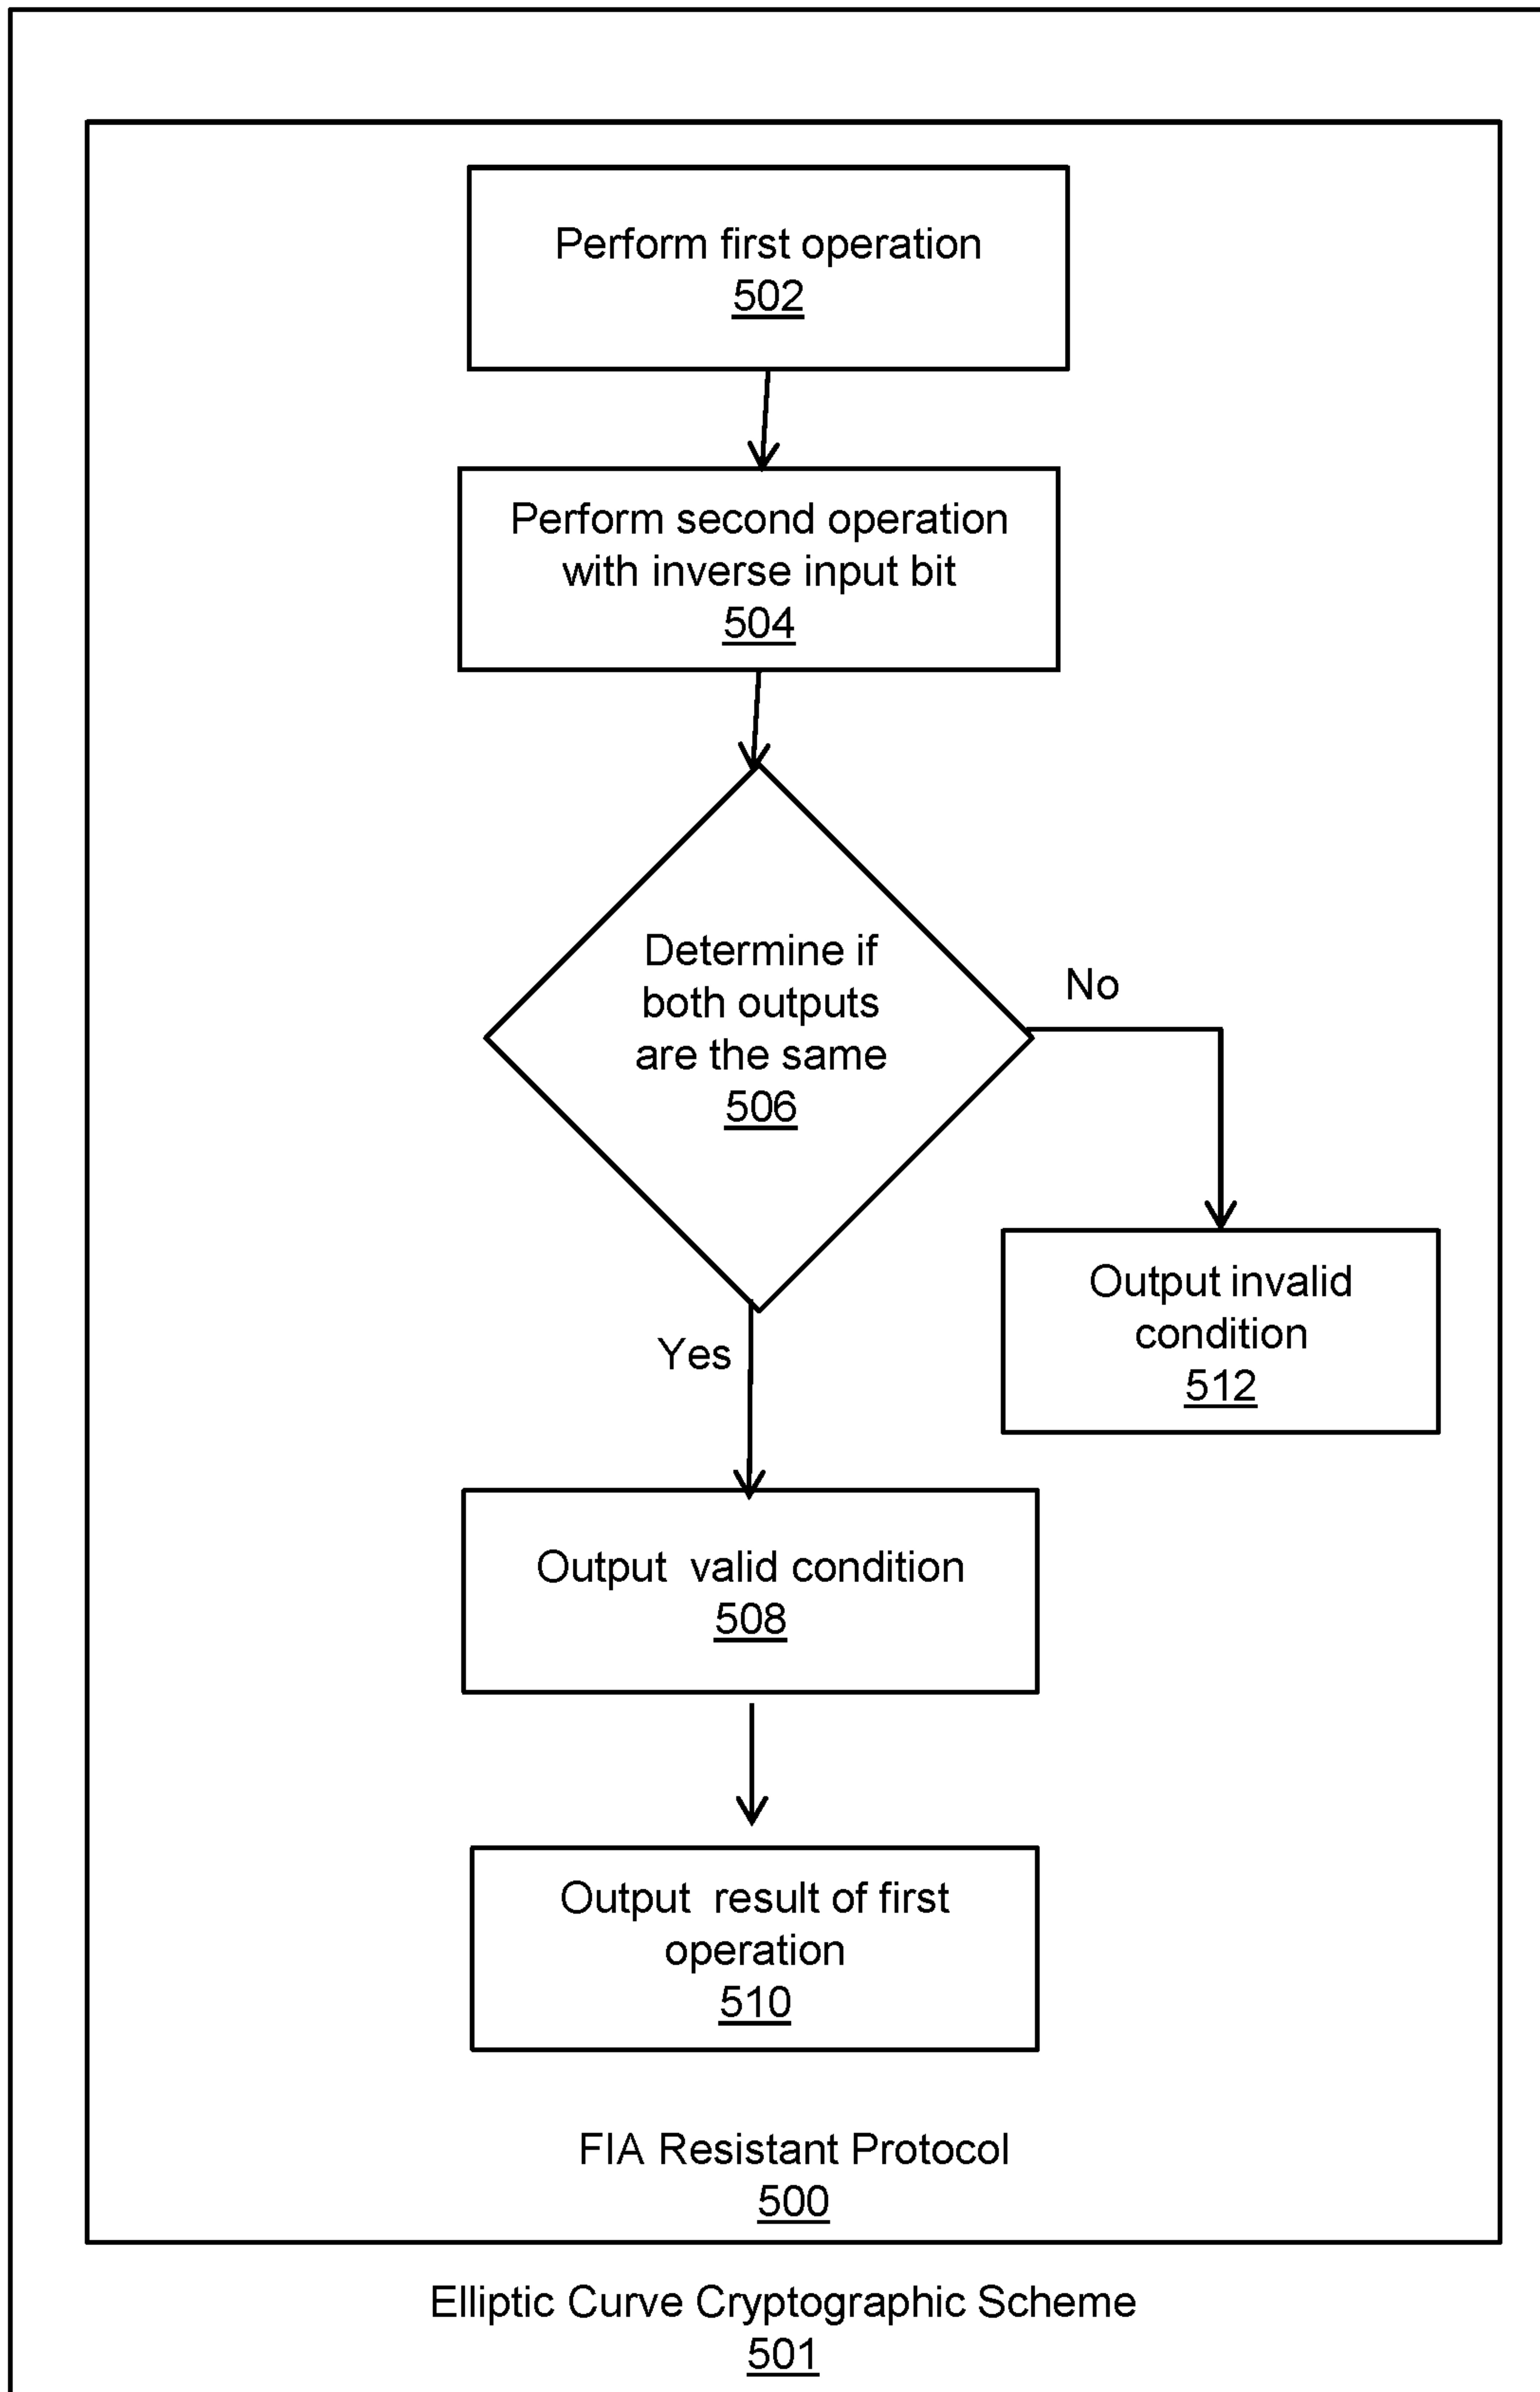 Perform first operation
502
Perform second operation
with inverse input bit
504
Determine if
both outputs
are the same
506
No
Output invalid
condition
512
Yes
Output valid condition
508
Output result of first
operation
510
FIA Resistant Protocol
500
Elliptic Curve Cryptographic Scheme
501